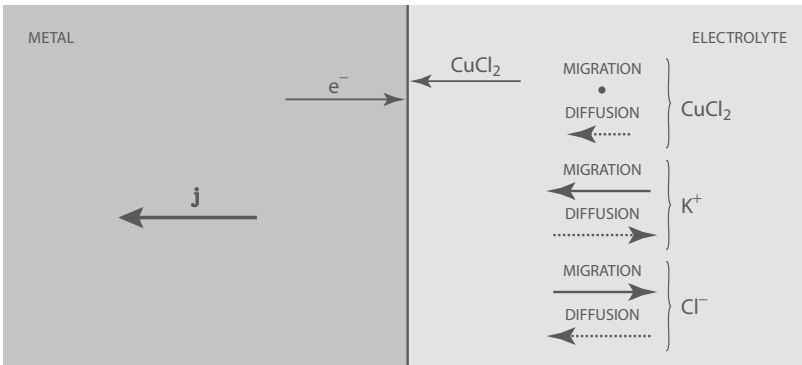 METAL
ELECTROLYTE
e⁻
CuCl₂
MIGRATION
DIFFUSION
CuCl₂
j
MIGRATION
DIFFUSION
K⁺
MIGRATION
DIFFUSION
Cl⁻